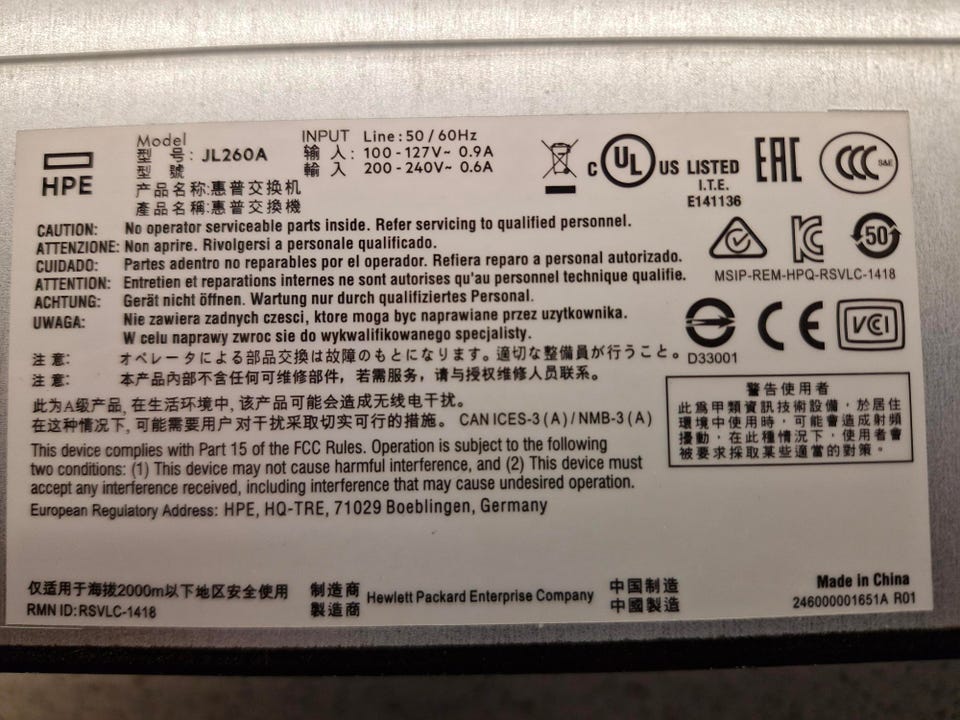 HPE
Model
型 号: JL260A
型 號
产品名称:惠普交换机
產品名稱:惠普交換機
INPUT Line: 50/60Hz
输 入: 100-127V~ 0.9A
輸 入 200-240V~ 0.6A
C UL US LISTED
I.T.E.
E141136
EAC
CCC S&E
CAUTION: No operator serviceable parts inside. Refer servicing to qualified personnel.
ATTENZIONE: Non aprire. Rivolgersi a personale qualificado.
CUIDADO: Partes adentro no reparables por el operador. Refiera reparo a personal autorizado.
ATTENTION: Entretien et reparations internes ne sont autorises qu'au personnel technique qualifie.
ACHTUNG: Gerät nicht öffnen. Wartung nur durch qualifiziertes Personal.
UWAGA: Nie zawiera zadnych czesci, ktore moga byc naprawiane przez uzytkownika.
W celu naprawy zwroc sie do wykwalifikowanego specjalisty.
注 意: オペレータによる部品交換は故障のもとになります。適切な整備員が行うこと。
注 意: 本产品内部不含任何可维修部件，若需服务，请与授权维修人员联系。
50
MSIP-REM-HPQ-RSVLC-1418
D33001
CE
VCCI
此为A级产品, 在生活环境中, 该产品可能会造成无线电干扰。
在这种情况下, 可能需要用户对干扰采取切实可行的措施。 CAN ICES-3 (A) / NMB-3 (A)
This device complies with Part 15 of the FCC Rules. Operation is subject to the following
two conditions: (1) This device may not cause harmful interference, and (2) This device must
accept any interference received, including interference that may cause undesired operation.
European Regulatory Address: HPE, HQ-TRE, 71029 Boeblingen, Germany
警告使用者
此為甲類資訊技術設備，於居住
環境中使用時，可能會造成射頻
擾動，在此種情況下，使用者會
被要求採取某些適當的對策。
仅适用于海拔2000m以下地区安全使用
RMN ID: RSVLC-1418
制造商
製造商
Hewlett Packard Enterprise Company
中国制造
中國製造
Made in China
246000001651A R01